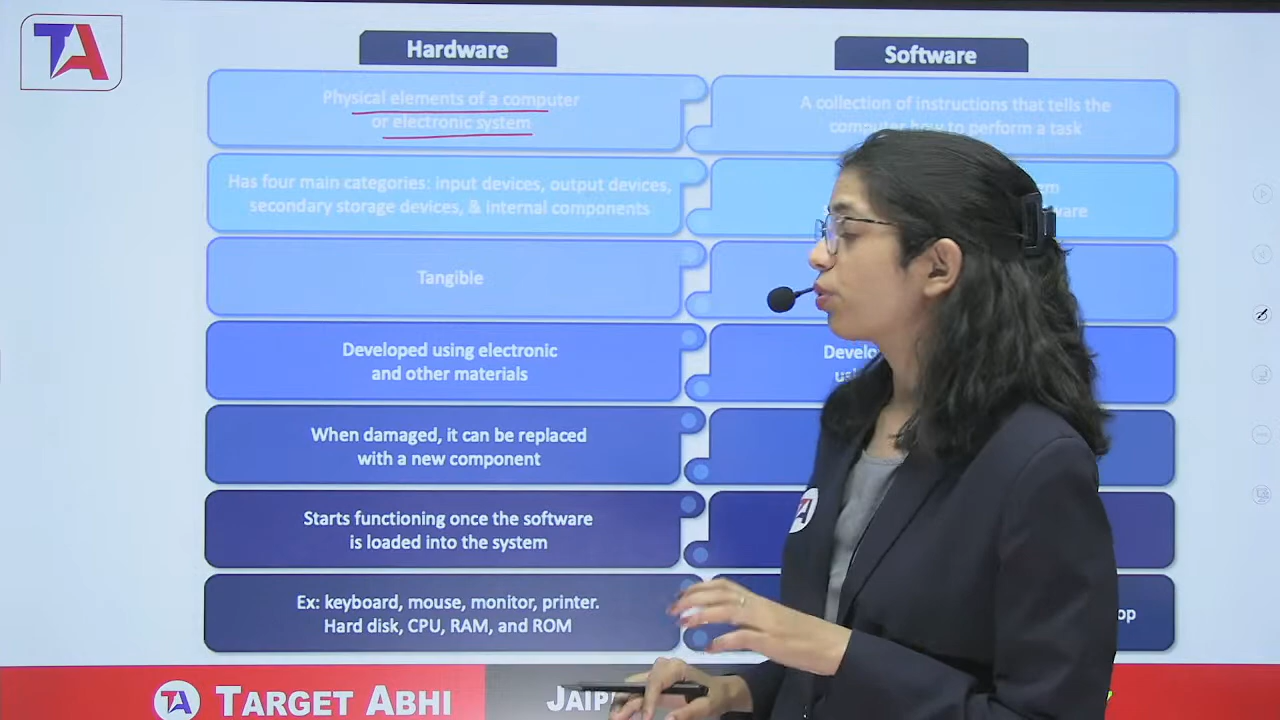 TA
Hardware
Software
Physical elements of a computer
or electronic system
A collection of instructions that tells the
computer how to perform a task
Has four main categories: input devices, output devices,
secondary storage devices, & internal components
Tangible
Developed using electronic
and other materials
When damaged, it can be replaced
with a new component
Starts functioning once the software
is loaded into the system
Ex: keyboard, mouse, monitor, printer.
Hard disk, CPU, RAM, and ROM
TA
TA TARGET ABHI